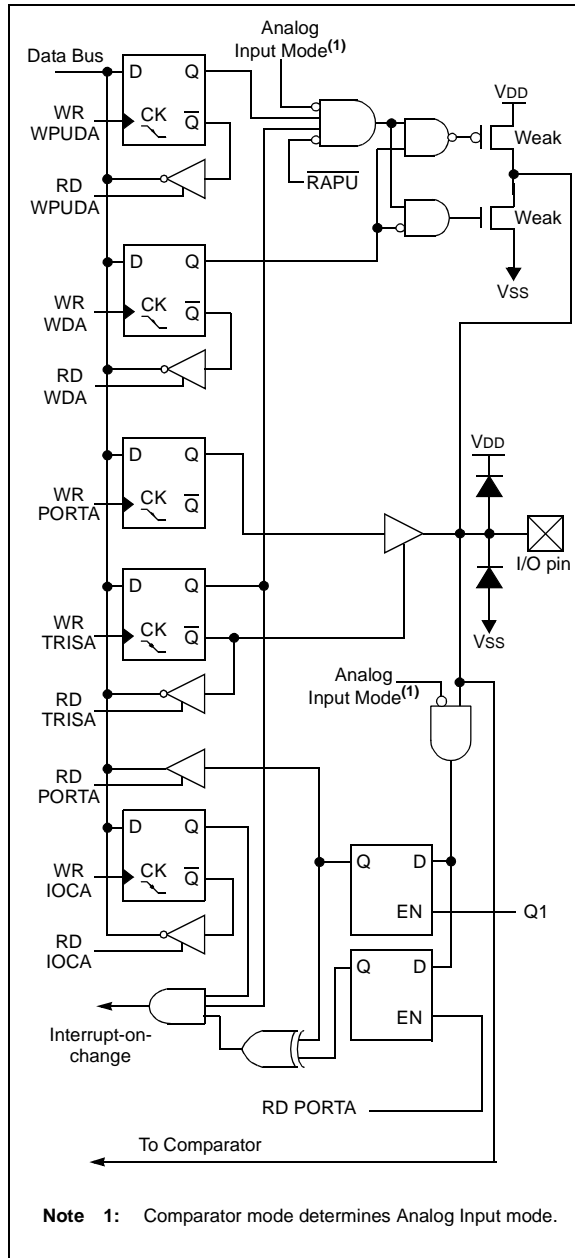 Analog
Input Mode(1)
Data Bus
D Q
VDD
WR
WPUDA
CK Q
Weak
RD
WPUDA
RAPU
Weak
D Q
VSS
WR
WDA
CK Q
RD
WDA
D Q
VDD
WR
PORTA
CK Q
I/O pin
D Q
WR
TRISA
CK Q
VSS
RD
TRISA
Analog
Input Mode(1)
RD
PORTA
D Q
Q D
WR
IOCA
CK Q
EN
Q1
RD
IOCA
Q D
EN
Interrupt-on-
change
RD PORTA
To Comparator
Note 1: Comparator mode determines Analog Input mode.